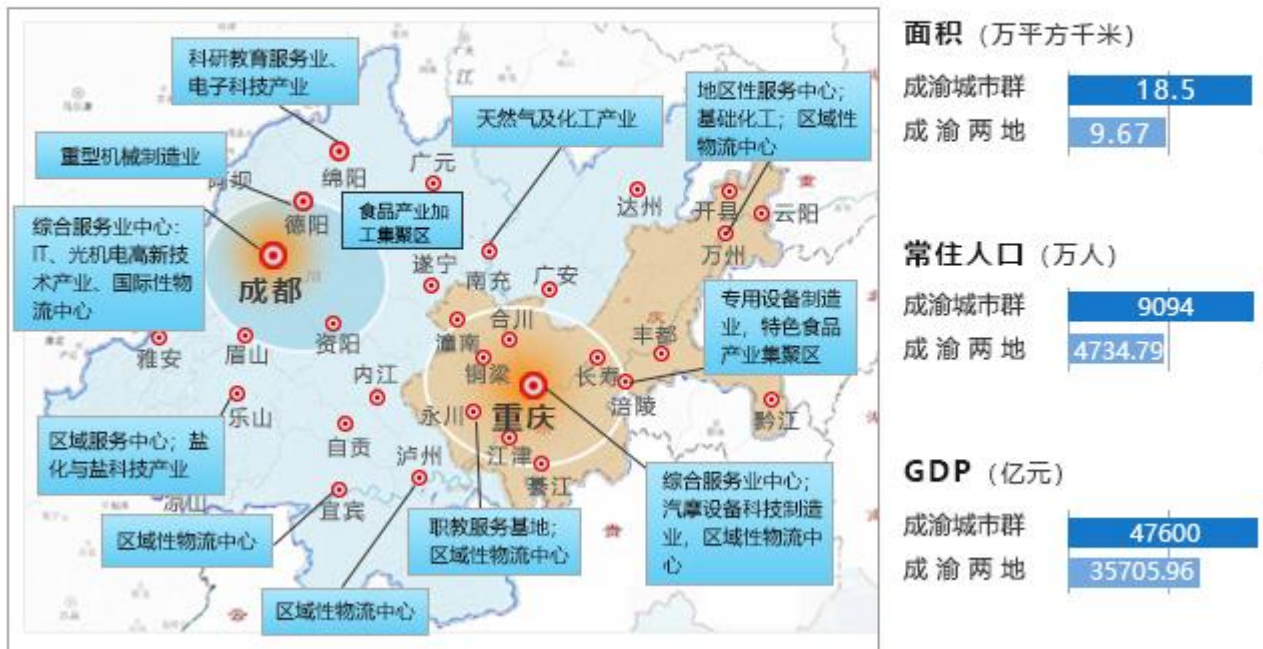 科研教育服务业、
电子科技产业
天然气及化工产业
地区性服务中心；
基础化工；区域性
物流中心
重型机械制造业
阿坝
绵阳
广元
德阳
食品产业加
工集聚区
达州
开县
云阳
万州
综合服务业中心：
IT、光机电高新技
术产业、国际性物
流中心
成都
遂宁
南充
广安
专用设备制造
业，特色食品
产业集聚区
雅安
眉山
资阳
潼南
合川
丰都
铜梁
长寿
涪陵
内江
乐山
永川
重庆
黔江
区域服务中心；盐
化与盐科技产业
自贡
泸州
江津
綦江
综合服务业中心；
汽摩设备科技制造
业，区域性物流中
心
凉山
宜宾
区域性物流中心
职教服务基地；
区域性物流中心
区域性物流中心
贵
云
面积（万平方千米）
成渝城市群 18.5
成渝两地 9.67
常住人口（万人）
成渝城市群 9094
成渝两地 4734.79
GDP（亿元）
成渝城市群 47600
成渝两地 35705.96